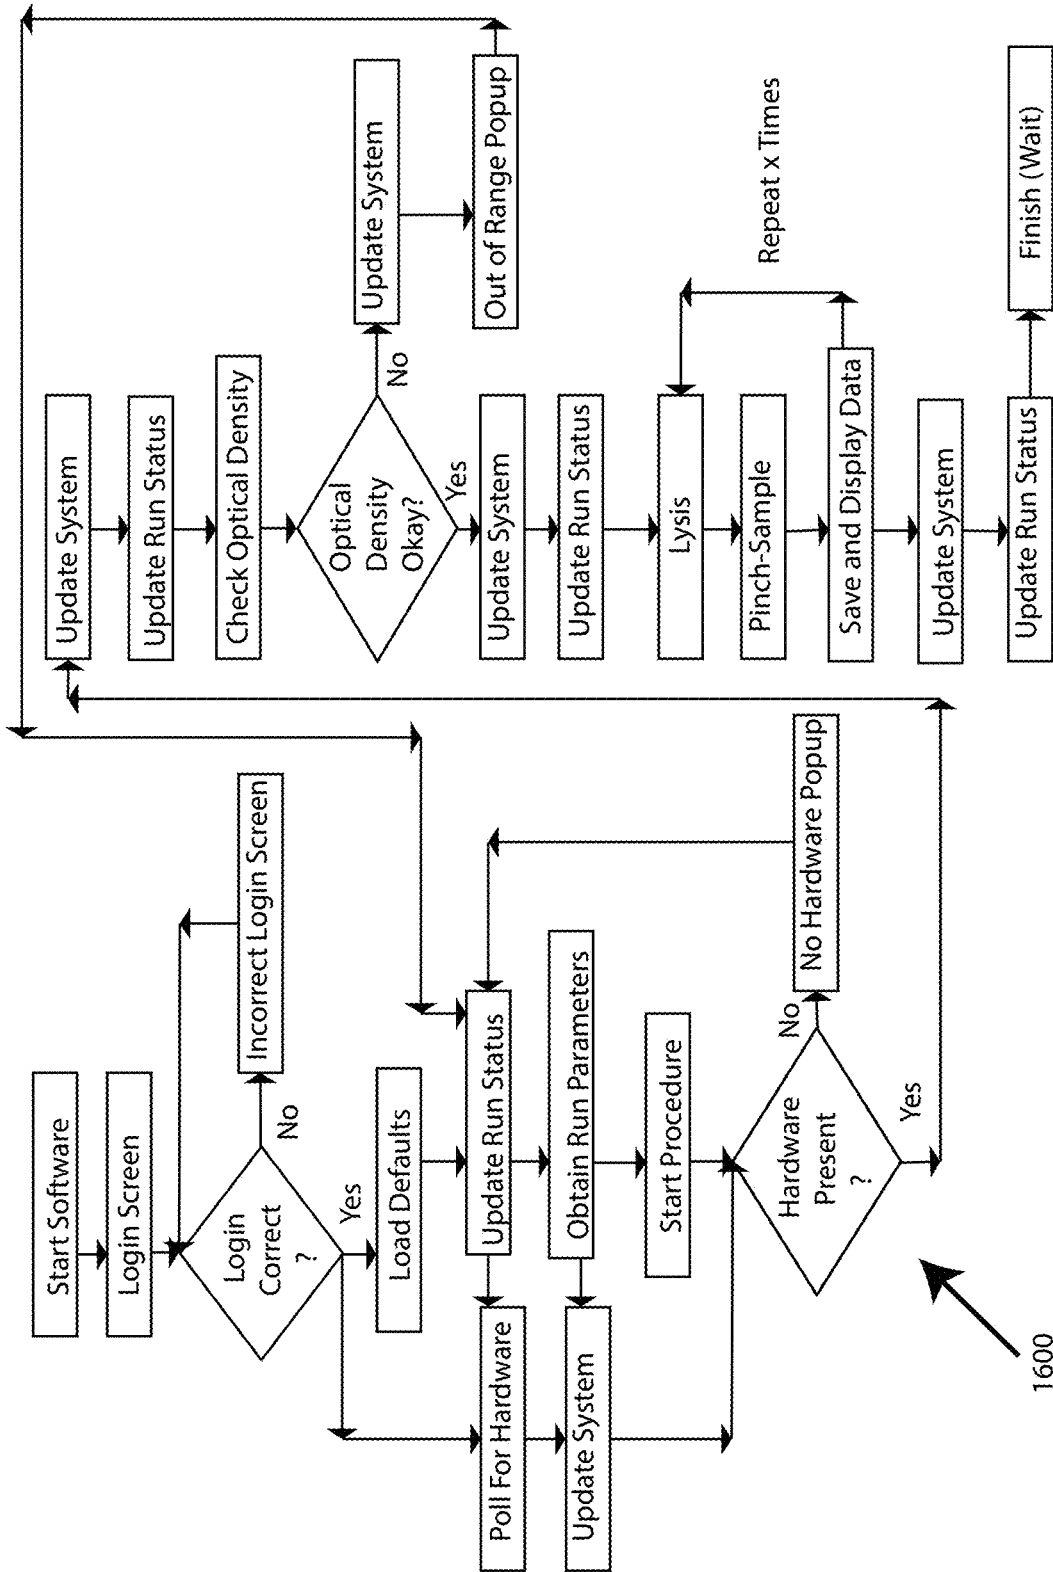 Start Software
Login Screen
Login
Correct
?
No
Incorrect Login Screen
Yes
Load Defaults
Poll For Hardware
Update Run Status
Update System
Obtain Run Parameters
Start Procedure
Hardware
Present
?
No
No Hardware Popup
Yes
1600
Update System
Update Run Status
Check Optical Density
Optical
Density
Okay?
No
Update System
Out of Range Popup
Yes
Update System
Update Run Status
Lysis
Pinch-Sample
Save and Display Data
Repeat x Times
Update System
Update Run Status
Finish (Wait)